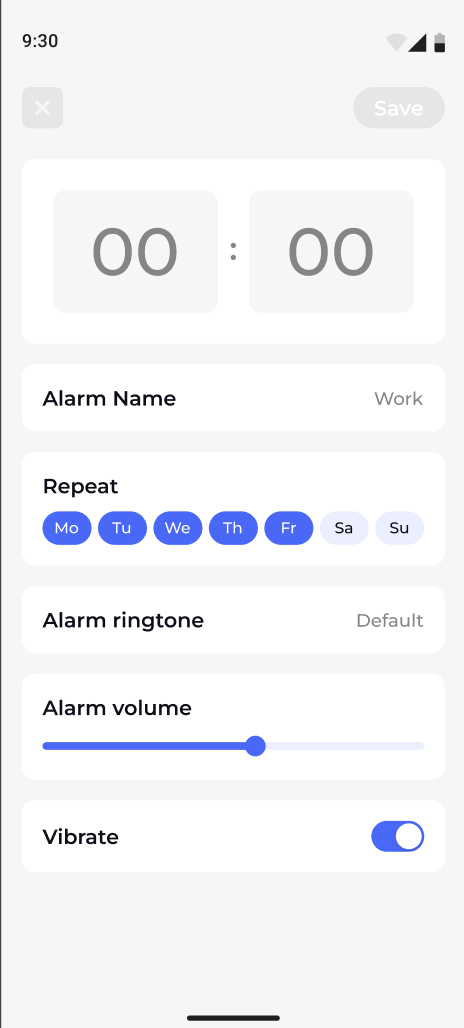 9:30
Save
00 : 00
Alarm Name Work
Repeat
Mo Tu We Th Fr Sa Su
Alarm ringtone Default
Alarm volume
Vibrate